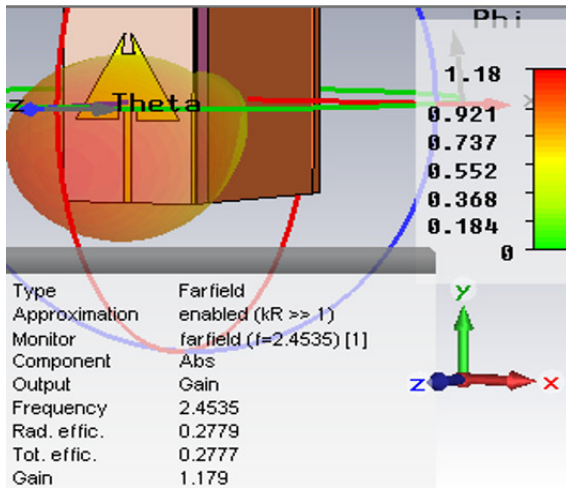 Phi
1.18
0.921
0.737
0.552
0.368
0.184
0
z Theta x
y
z x
Type Farfield
Approximation enabled (kR >> 1)
Monitor farfield (f=2.4535) [1]
Component Abs
Output Gain
Frequency 2.4535
Rad. effic. 0.2779
Tot. effic. 0.2777
Gain 1.179